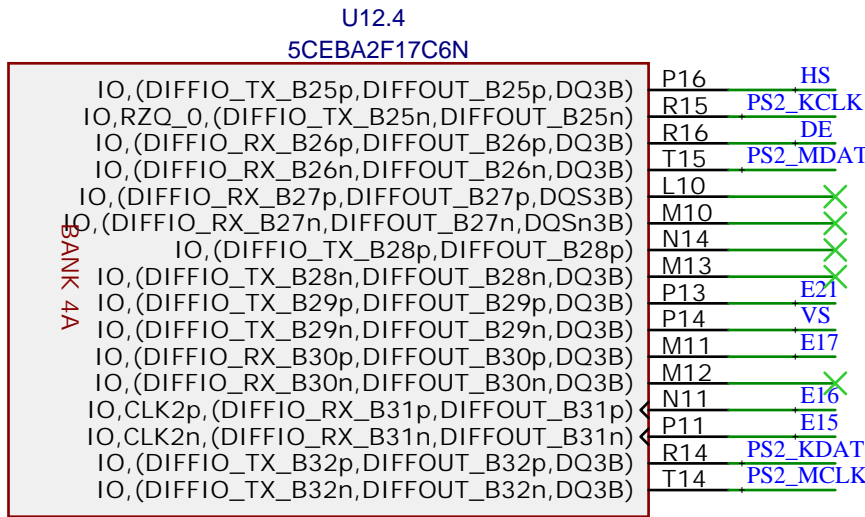 U12.4
5CEBA2F17C6N
IO,(DIFFIO_TX_B25p,DIFFOUT_B25p,DQ3B) P16 HS
IO,RZQ_0,(DIFFIO_TX_B25n,DIFFOUT_B25n) R15 PS2_KCLK
IO,(DIFFIO_RX_B26p,DIFFOUT_B26p,DQ3B) R16 DE
IO,(DIFFIO_RX_B26n,DIFFOUT_B26n,DQ3B) T15 PS2_MDAT
IO,(DIFFIO_RX_B27p,DIFFOUT_B27p,DQS3B) L10
IO,(DIFFIO_RX_B27n,DIFFOUT_B27n,DQSn3B) M10
IO,(DIFFIO_TX_B28p,DIFFOUT_B28p) N14
IO,(DIFFIO_TX_B28n,DIFFOUT_B28n,DQ3B) M13
IO,(DIFFIO_TX_B29p,DIFFOUT_B29p,DQ3B) P13 E21
IO,(DIFFIO_TX_B29n,DIFFOUT_B29n,DQ3B) P14 VS
IO,(DIFFIO_RX_B30p,DIFFOUT_B30p,DQ3B) M11 E17
IO,(DIFFIO_RX_B30n,DIFFOUT_B30n,DQ3B) M12
IO,CLK2p,(DIFFIO_RX_B31p,DIFFOUT_B31p) N11 E16
IO,CLK2n,(DIFFIO_RX_B31n,DIFFOUT_B31n) P11 E15
IO,(DIFFIO_TX_B32p,DIFFOUT_B32p,DQ3B) R14 PS2_KDAT
IO,(DIFFIO_TX_B32n,DIFFOUT_B32n,DQ3B) T14 PS2_MCLK
BANK 4A